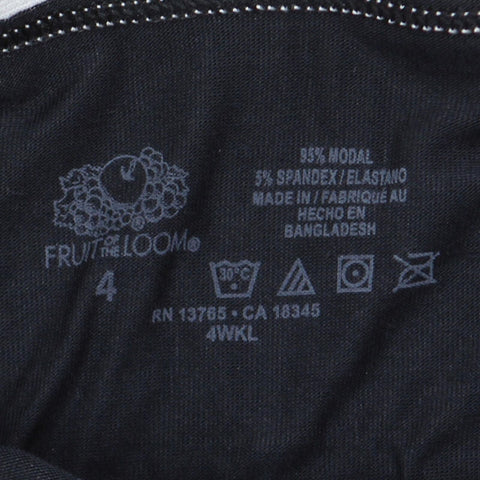 FRUIT OF THE LOOM®
4
95% MODAL
5% SPANDEX / ELASTANO
MADE IN / FABRIQUÉ AU
HECHO EN
BANGLADESH
30°C
RN 13765 • CA 18345
4WKL